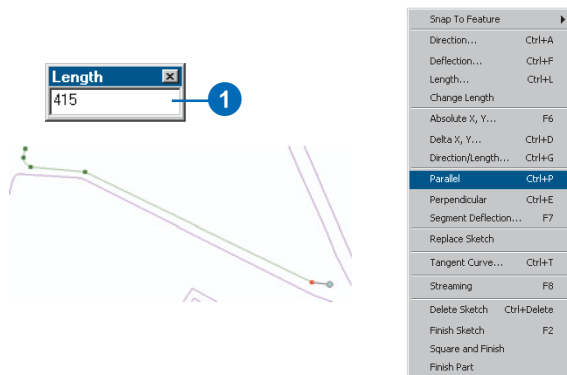 Length
415
1
Snap To Feature
Direction... Ctrl+A
Deflection... Ctrl+F
Length... Ctrl+L
Change Length
Absolute X, Y... F6
Delta X, Y... Ctrl+D
Direction/Length... Ctrl+G
Parallel Ctrl+P
Perpendicular Ctrl+E
Segment Deflection... F7
Replace Sketch
Tangent Curve... Ctrl+T
Streaming F8
Delete Sketch Ctrl+Delete
Finish Sketch F2
Square and Finish
Finish Part